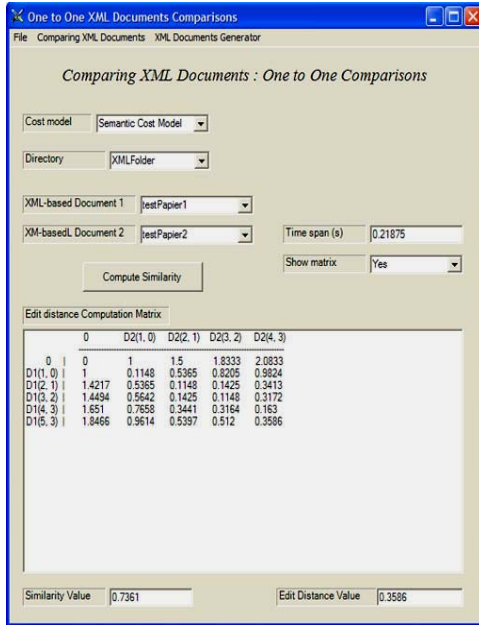 One to One XML Documents Comparisons
File Comparing XML Documents XML Documents Generator
Comparing XML Documents : One to One Comparisons
Cost model Semantic Cost Model
Directory XMLFolder
XML-based Document 1 testPapier1
XM-basedL Document 2 testPapier2 Time span (s) 0.21875
Compute Similarity Show matrix Yes
Edit distance Computation Matrix
0 D2(1, 0) D2(2, 1) D2(3, 2) D2(4, 3)
0 | 0 1 1.5 1.8333 2.0833
D1(1, 0) | 1 0.1148 0.5365 0.8205 0.9824
D1(2, 1) | 1.4217 0.5365 0.1148 0.1425 0.3413
D1(3, 2) | 1.4494 0.5642 0.1425 0.1148 0.3172
D1(4, 3) | 1.651 0.7658 0.3441 0.3164 0.163
D1(5, 3) | 1.8466 0.9614 0.5397 0.512 0.3586
Similarity Value 0.7361 Edit Distance Value 0.3586